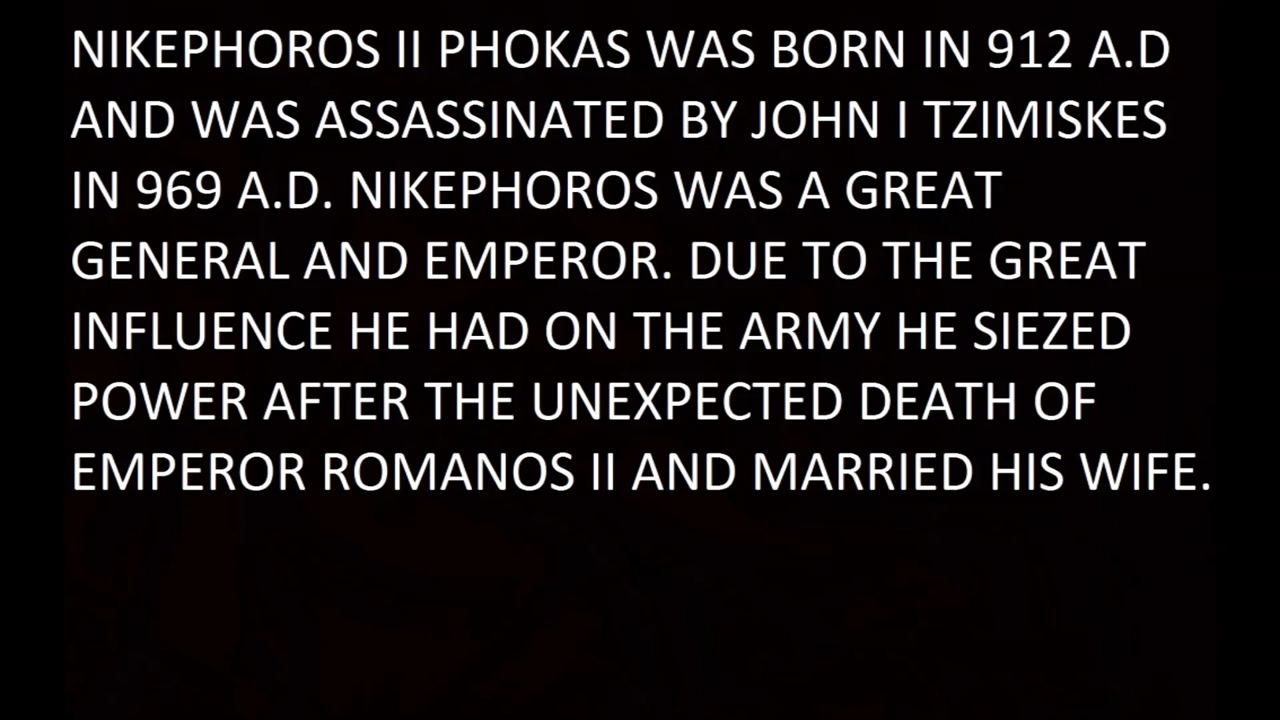 NIKEPHOROS II PHOKAS WAS BORN IN 912 A.D
AND WAS ASSASSINATED BY JOHN I TZIMISKES
IN 969 A.D. NIKEPHOROS WAS A GREAT
GENERAL AND EMPEROR. DUE TO THE GREAT
INFLUENCE HE HAD ON THE ARMY HE SIEZED
POWER AFTER THE UNEXPECTED DEATH OF
EMPEROR ROMANOS II AND MARRIED HIS WIFE.